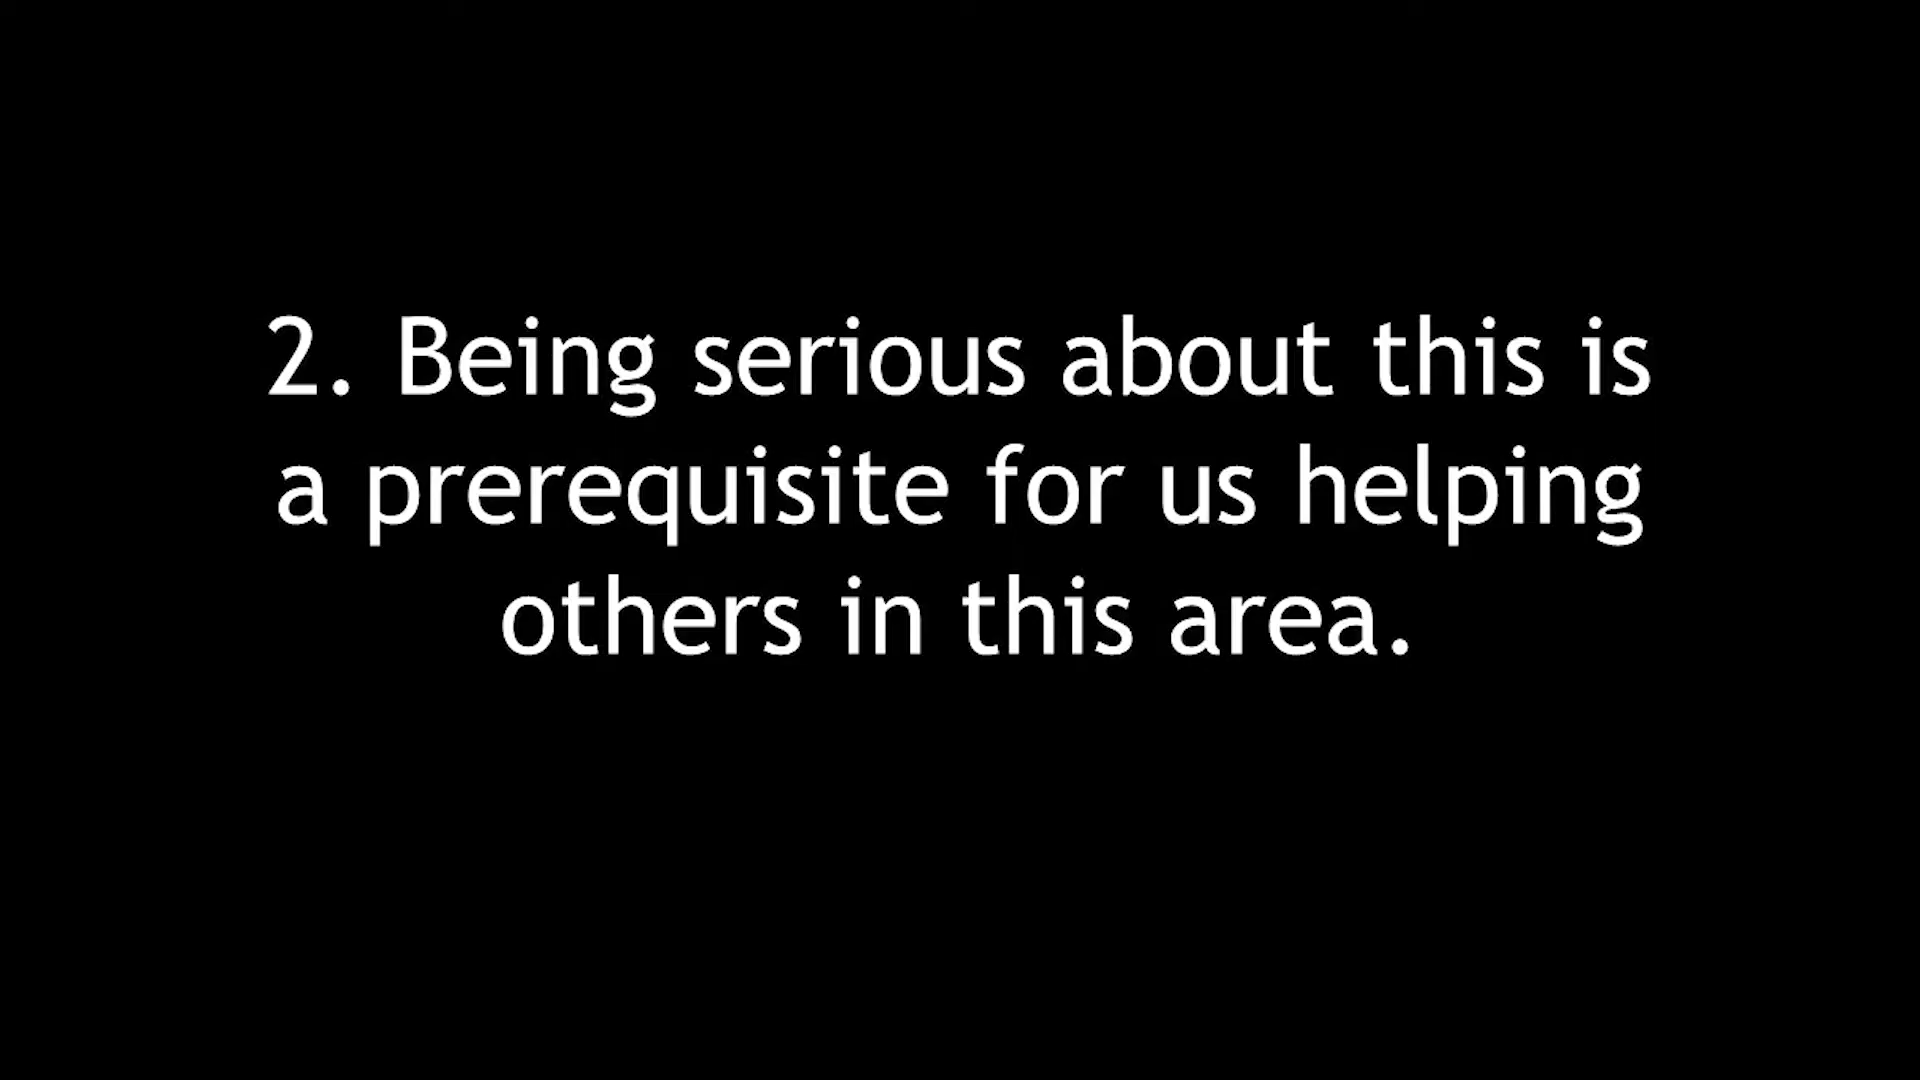 2. Being serious about this is
a prerequisite for us helping
others in this area.